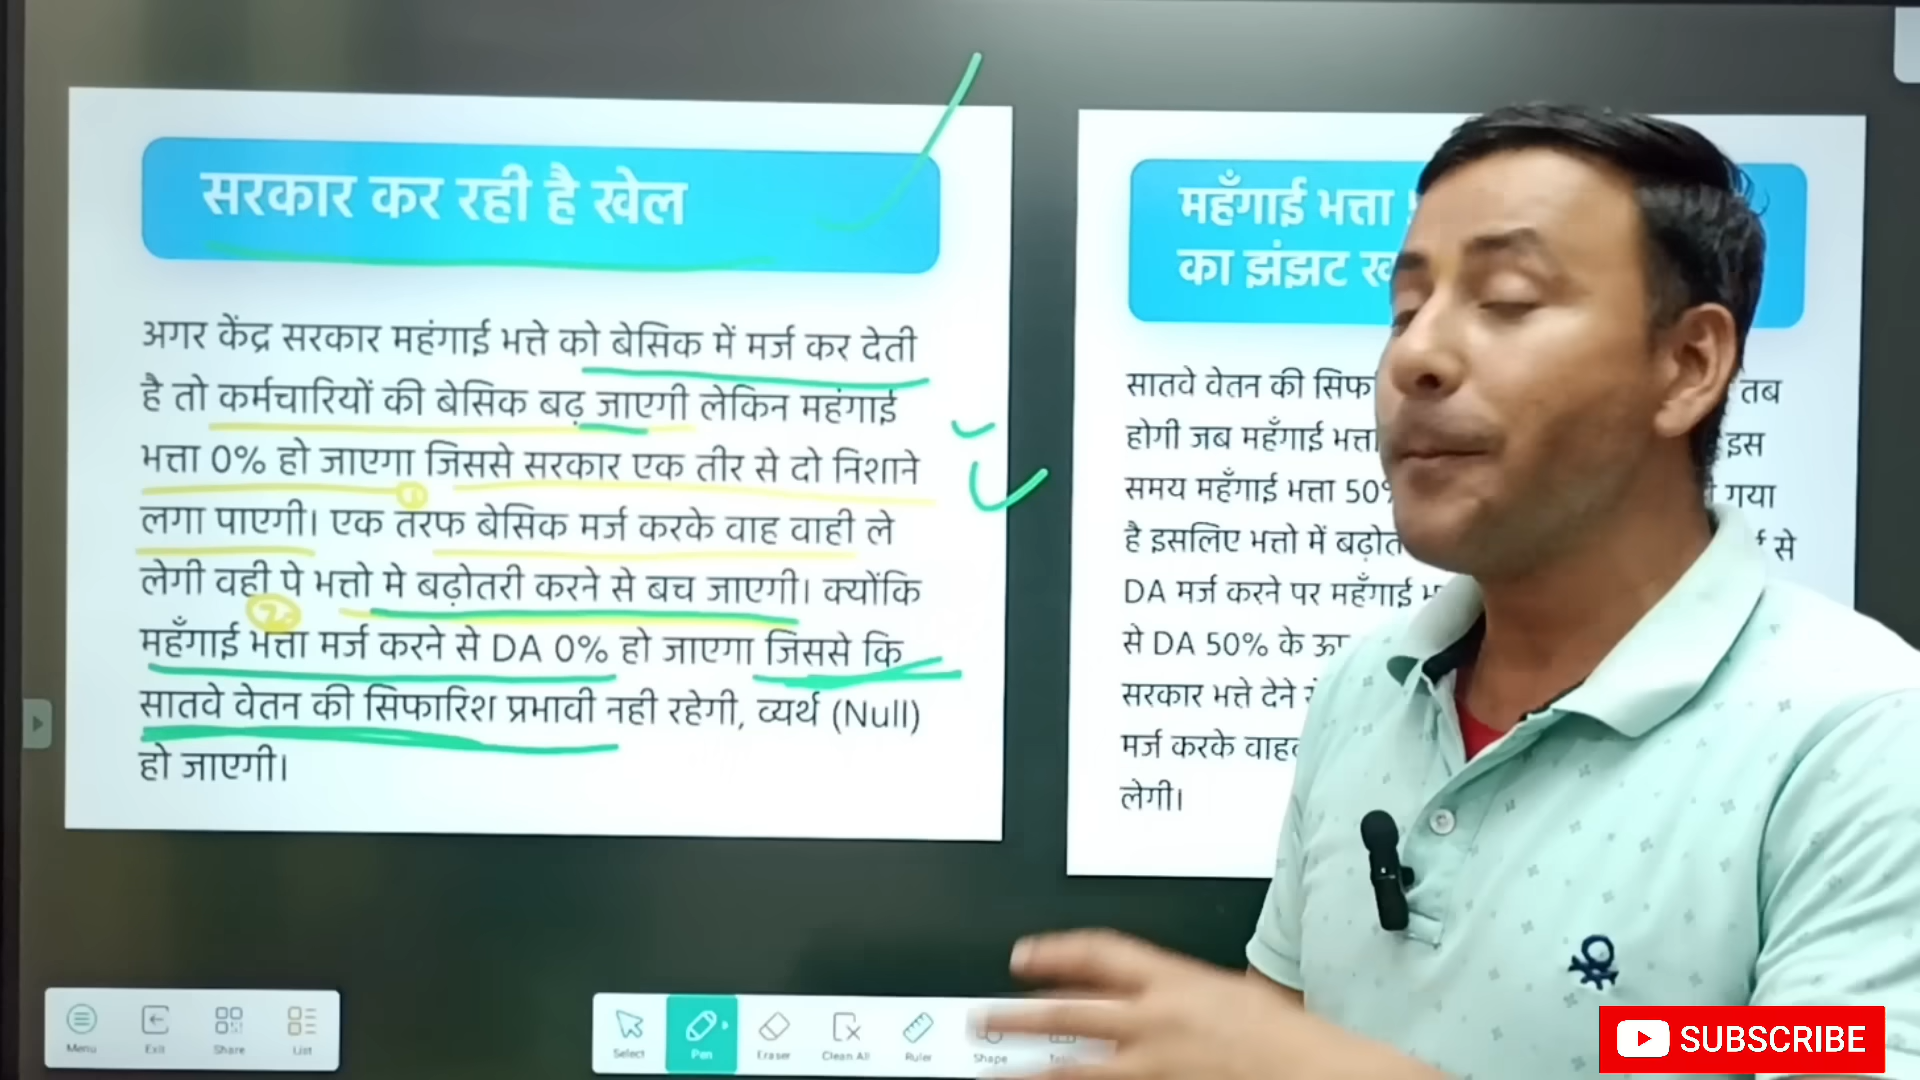 सरकार कर रही है खेल
अगर केंद्र सरकार महंगाई भत्ते को बेसिक में मर्ज कर देती
है तो कर्मचारियों की बेसिक बढ़ जाएगी लेकिन महंगाई
भत्ता 0% हो जाएगा जिससे सरकार एक तीर से दो निशाने
लगा पाएगी। एक तरफ बेसिक मर्ज करके वाह वाही ले
लेगी वही पे भत्तो मे बढ़ोतरी करने से बच जाएगी। क्योंकि
महँगाई भत्ता मर्ज करने से DA 0% हो जाएगा जिससे कि
सातवे वेतन की सिफारिश प्रभावी नही रहेगी, व्यर्थ (Null)
हो जाएगी।
महँगाई भत्ता
का झंझट
सातवे वेतन की तब
होगी जब महँगाई भत्ता इस
समय महँगाई भत्ता गया
है इसलिए भत्तो में से
DA मर्ज करने पर महँगाई
से DA 50% के
सरकार भत्ते देने
मर्ज करके
लेगी।
Menu
Exit
Share
List
Select
Pen
Eraser
Clean All
Ruler
Shape
SUBSCRIBE